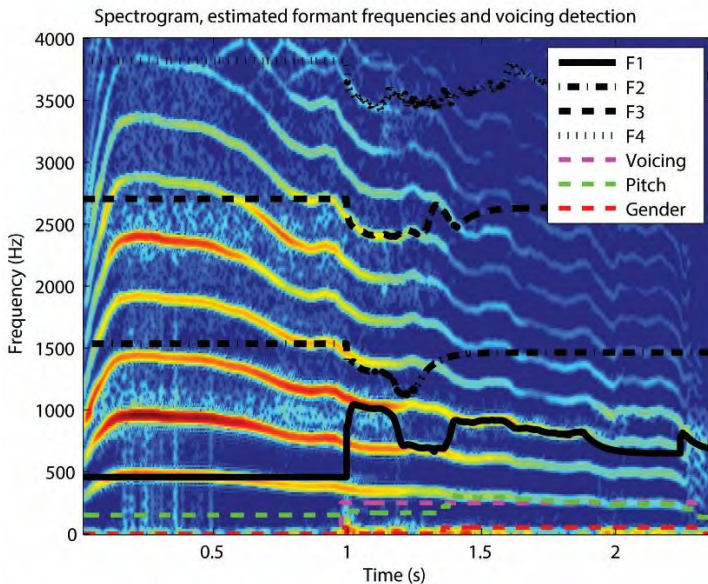 Spectrogram, estimated formant frequencies and voicing detection
4000
3500
3000
2500
2000
1500
1000
500
0
Frequency (Hz)
F1
F2
F3
F4
Voicing
Pitch
Gender
0.5
1
1.5
2
Time (s)